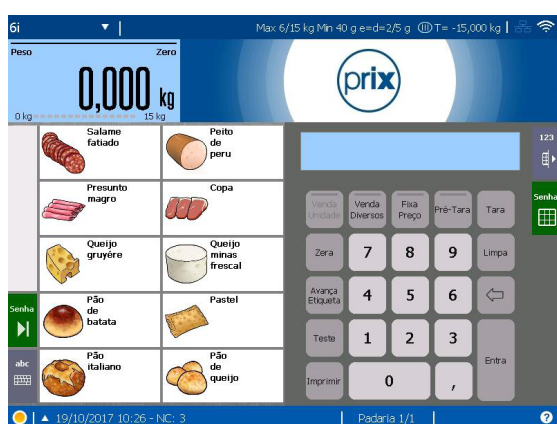 6i
Max 6/15 kg Min 40 g e=d=2/5 g (III) T= -15,000 kg
Peso
Zero
0,000 kg
0 kg
15 kg
prix
Salame
fatiado
Peito
de
peru
Presunto
magro
Copa
Queijo
gruyére
Queijo
minas
frescal
Pão
de
batata
Pastel
Pão
italiano
Pão
de
queijo
Senha
abc
123
Senha
Venda
Unidade
Venda
Diversos
Fixa
Preço
Pré-Tara
Tara
Zera
7
8
9
Limpa
Avança
Etiqueta
4
5
6
Teste
1
2
3
Entra
Imprimir
0
,
19/10/2017 10:26 - NC: 3
Padaria 1/1
?